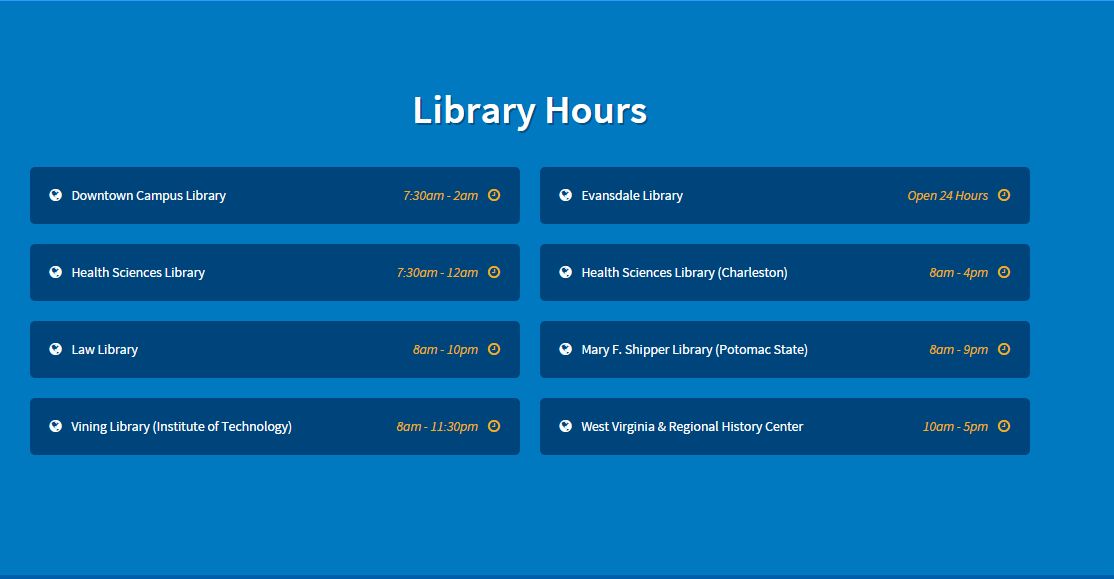 Library Hours
Downtown Campus Library 7:30am - 2am
Evansdale Library Open 24 Hours
Health Sciences Library 7:30am - 12am
Health Sciences Library (Charleston) 8am - 4pm
Law Library 8am - 10pm
Mary F. Shipper Library (Potomac State) 8am - 9pm
Vining Library (Institute of Technology) 8am - 11:30pm
West Virginia & Regional History Center 10am - 5pm